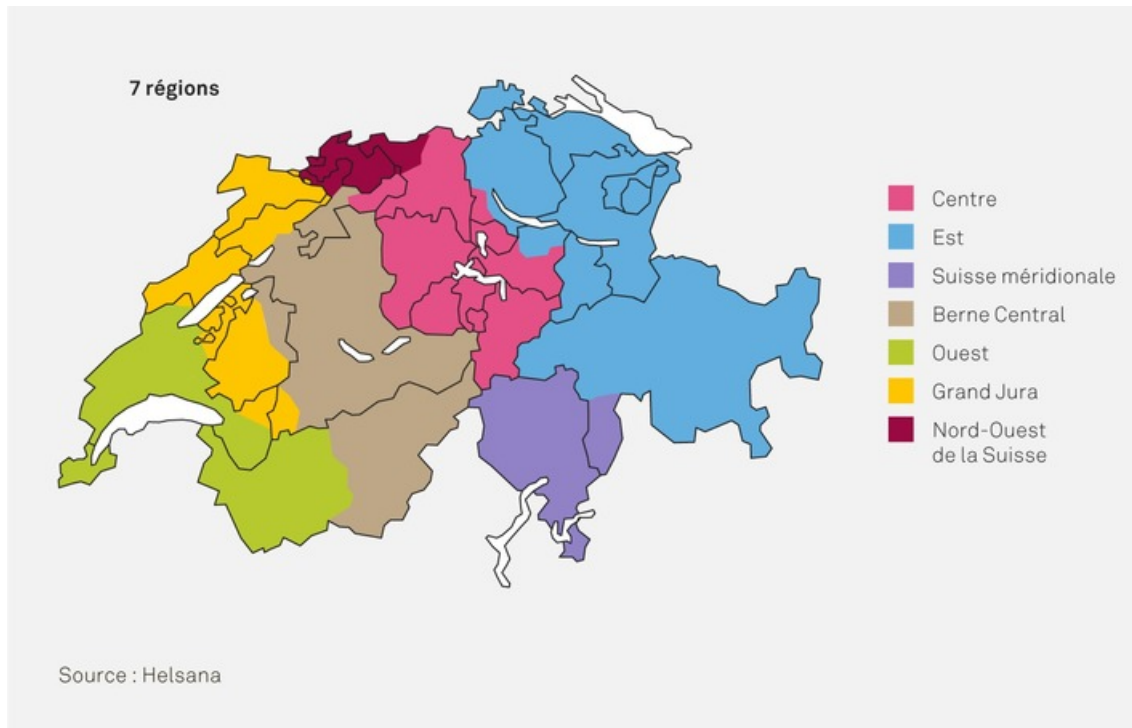 7 régions
Centre
Est
Suisse méridionale
Berne Central
Ouest
Grand Jura
Nord-Ouest
de la Suisse
Source : Helsana